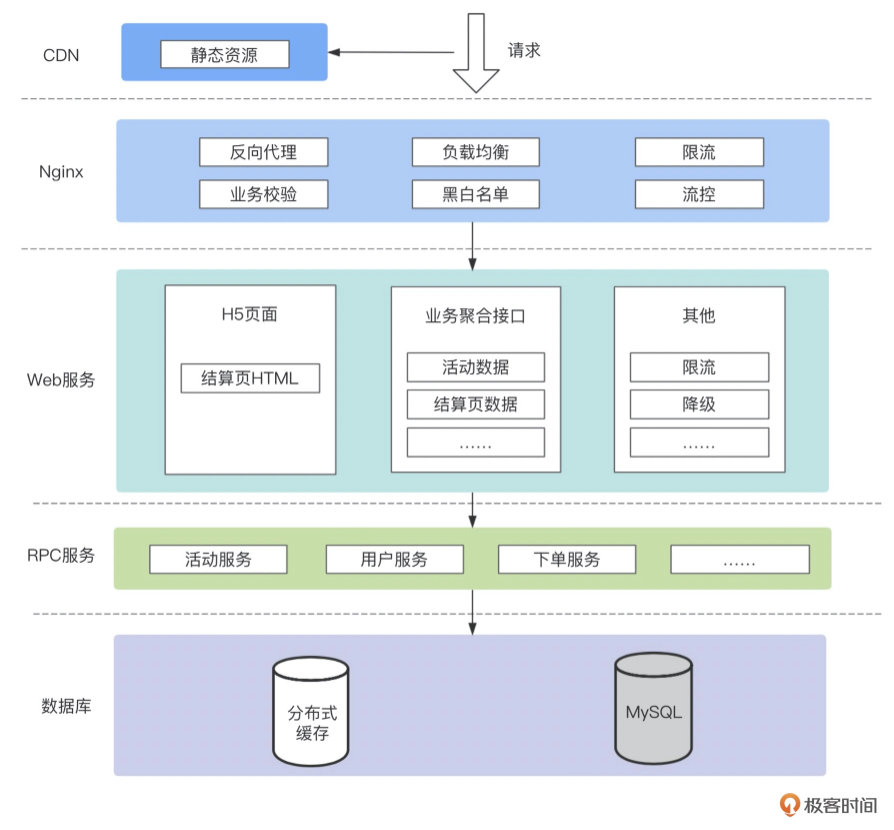 CDN
静态资源
请求
Nginx
反向代理
负载均衡
限流
业务校验
黑白名单
流控
Web服务
H5页面
结算页HTML
业务聚合接口
活动数据
结算页数据
……
其他
限流
降级
……
RPC服务
活动服务
用户服务
下单服务
……
数据库
分布式
缓存
MySQL
极客时间